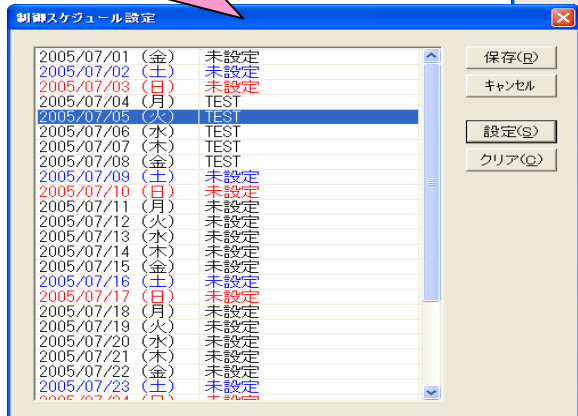 制御スケジュール設定
2005/07/01 (金) 未設定
2005/07/02 (土) 未設定
2005/07/03 (日) 未設定
2005/07/04 (月) TEST
2005/07/05 (火) TEST
2005/07/06 (水) TEST
2005/07/07 (木) TEST
2005/07/08 (金) TEST
2005/07/09 (土) 未設定
2005/07/10 (日) 未設定
2005/07/11 (月) 未設定
2005/07/12 (火) 未設定
2005/07/13 (水) 未設定
2005/07/14 (木) 未設定
2005/07/15 (金) 未設定
2005/07/16 (土) 未設定
2005/07/17 (日) 未設定
2005/07/18 (月) 未設定
2005/07/19 (火) 未設定
2005/07/20 (水) 未設定
2005/07/21 (木) 未設定
2005/07/22 (金) 未設定
2005/07/23 (土) 未設定
2005/07/24 (日) 未設定
保存(R)
キャンセル
設定(S)
クリア(C)